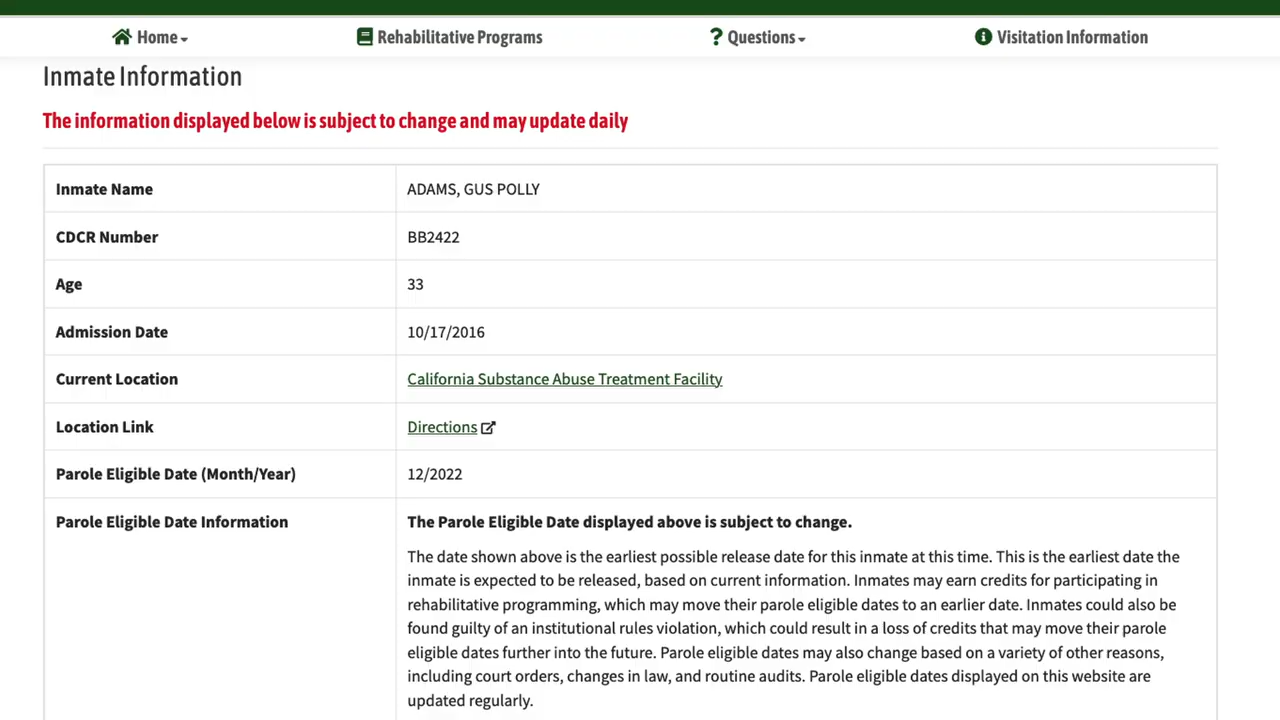 Home
Rehabilitative Programs
Questions
Visitation Information
Inmate Information
The information displayed below is subject to change and may update daily
Inmate Name
ADAMS, GUS POLLY
CDCR Number
BB2422
Age
33
Admission Date
10/17/2016
Current Location
California Substance Abuse Treatment Facility
Location Link
Directions
Parole Eligible Date (Month/Year)
12/2022
Parole Eligible Date Information
The Parole Eligible Date displayed above is subject to change.
The date shown above is the earliest possible release date for this inmate at this time. This is the earliest date the
inmate is expected to be released, based on current information. Inmates may earn credits for participating in
rehabilitative programming, which may move their parole eligible dates to an earlier date. Inmates could also be
found guilty of an institutional rules violation, which could result in a loss of credits that may move their parole
eligible dates further into the future. Parole eligible dates may also change based on a variety of other reasons,
including court orders, changes in law, and routine audits. Parole eligible dates displayed on this website are
updated regularly.